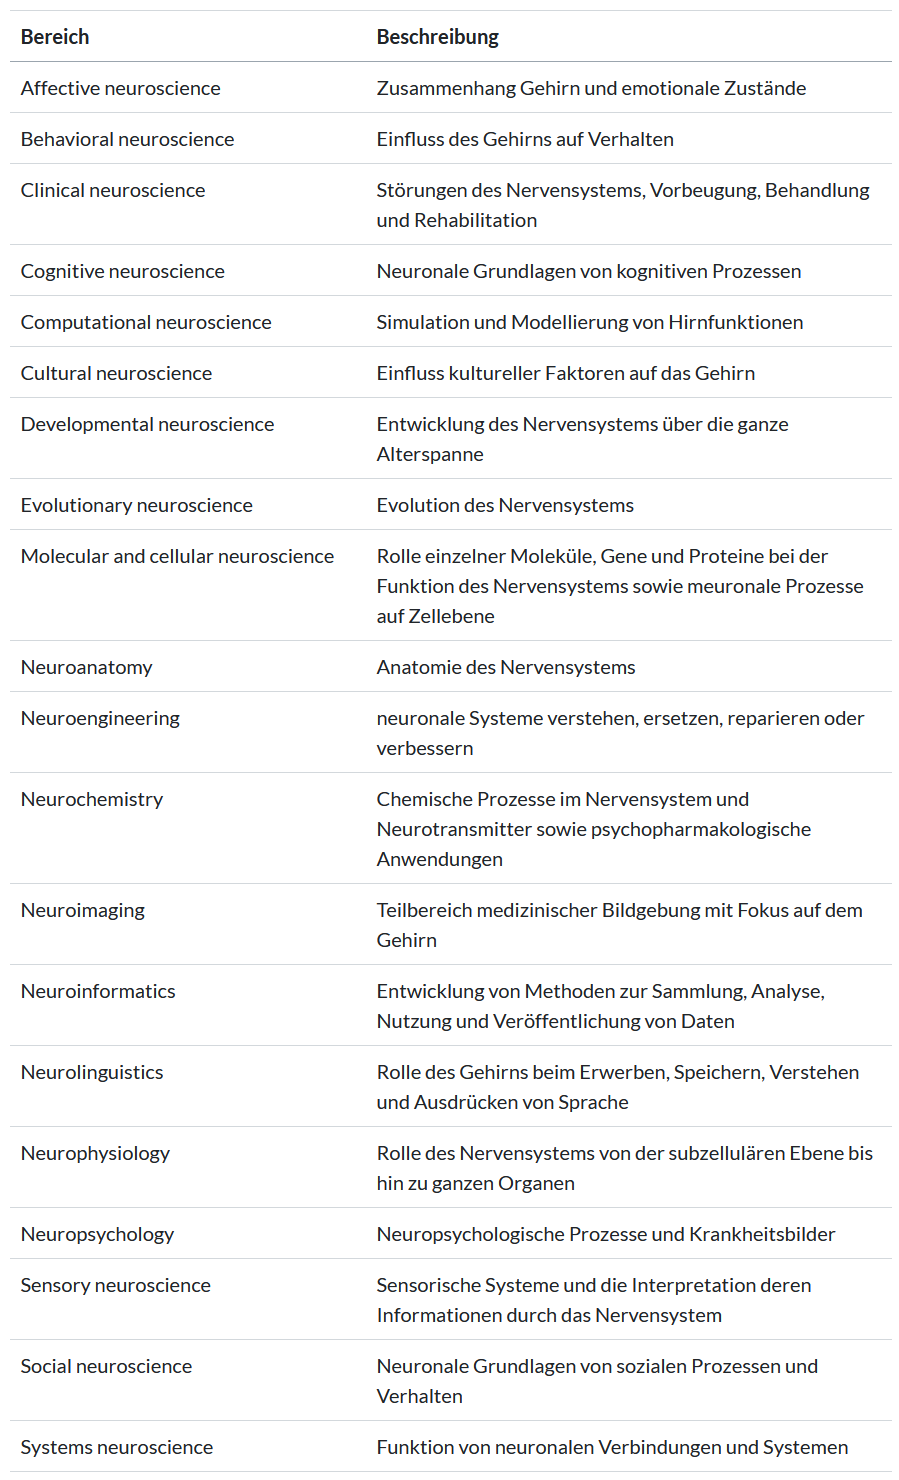 Bereich Beschreibung
Affective neuroscience Zusammenhang Gehirn und emotionale Zustände
Behavioral neuroscience Einfluss des Gehirns auf Verhalten
Clinical neuroscience Störungen des Nervensystems, Vorbeugung, Behandlung
und Rehabilitation
Cognitive neuroscience Neuronale Grundlagen von kognitiven Prozessen
Computational neuroscience Simulation und Modellierung von Hirnfunktionen
Cultural neuroscience Einfluss kultureller Faktoren auf das Gehirn
Developmental neuroscience Entwicklung des Nervensystems über die ganze
Alterspanne
Evolutionary neuroscience Evolution des Nervensystems
Molecular and cellular neuroscience Rolle einzelner Moleküle, Gene und Proteine bei der
Funktion des Nervensystems sowie meuronale Prozesse
auf Zellebene
Neuroanatomy Anatomie des Nervensystems
Neuroengineering neuronale Systeme verstehen, ersetzen, reparieren oder
verbessern
Neurochemistry Chemische Prozesse im Nervensystem und
Neurotransmitter sowie psychopharmakologische
Anwendungen
Neuroimaging Teilbereich medizinischer Bildgebung mit Fokus auf dem
Gehirn
Neuroinformatics Entwicklung von Methoden zur Sammlung, Analyse,
Nutzung und Veröffentlichung von Daten
Neurolinguistics Rolle des Gehirns beim Erwerben, Speichern, Verstehen
und Ausdrücken von Sprache
Neurophysiology Rolle des Nervensystems von der subzellulären Ebene bis
hin zu ganzen Organen
Neuropsychology Neuropsychologische Prozesse und Krankheitsbilder
Sensory neuroscience Sensorische Systeme und die Interpretation deren
Informationen durch das Nervensystem
Social neuroscience Neuronale Grundlagen von sozialen Prozessen und
Verhalten
Systems neuroscience Funktion von neuronalen Verbindungen und Systemen